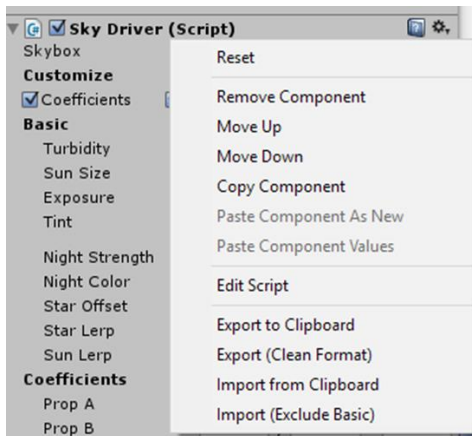 Sky Driver (Script)
Skybox
Customize
Coefficients
Basic
Turbidity
Sun Size
Exposure
Tint
Night Strength
Night Color
Star Offset
Star Lerp
Sun Lerp
Coefficients
Prop A
Prop B
Reset
Remove Component
Move Up
Move Down
Copy Component
Paste Component As New
Paste Component Values
Edit Script
Export to Clipboard
Export (Clean Format)
Import from Clipboard
Import (Exclude Basic)